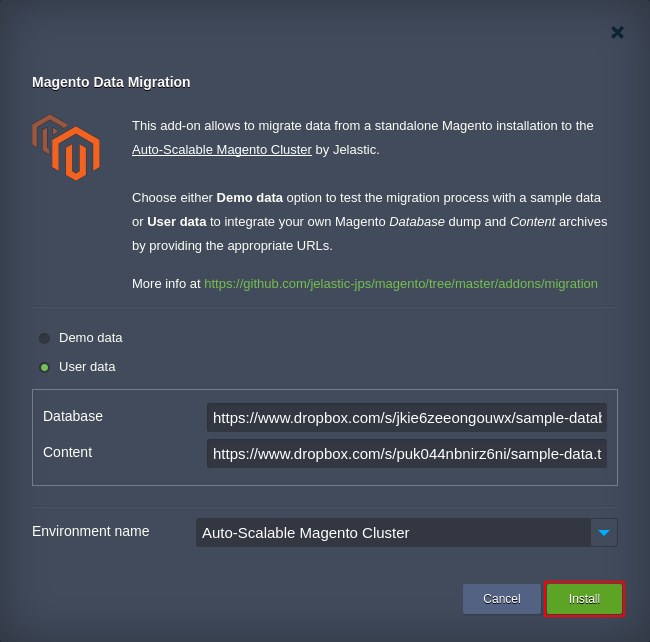 Magento Data Migration
This add-on allows to migrate data from a standalone Magento installation to the
Auto-Scalable Magento Cluster by Jelastic.
Choose either Demo data option to test the migration process with a sample data
or User data to integrate your own Magento Database dump and Content archives
by providing the appropriate URLs.
More info at https://github.com/jelastic-jps/magento/tree/master/addons/migration
Demo data
User data
Database https://www.dropbox.com/s/jkie6zeeongouwx/sample-datab
Content https://www.dropbox.com/s/puk044nbnirz6ni/sample-data.t
Environment name Auto-Scalable Magento Cluster
Cancel Install